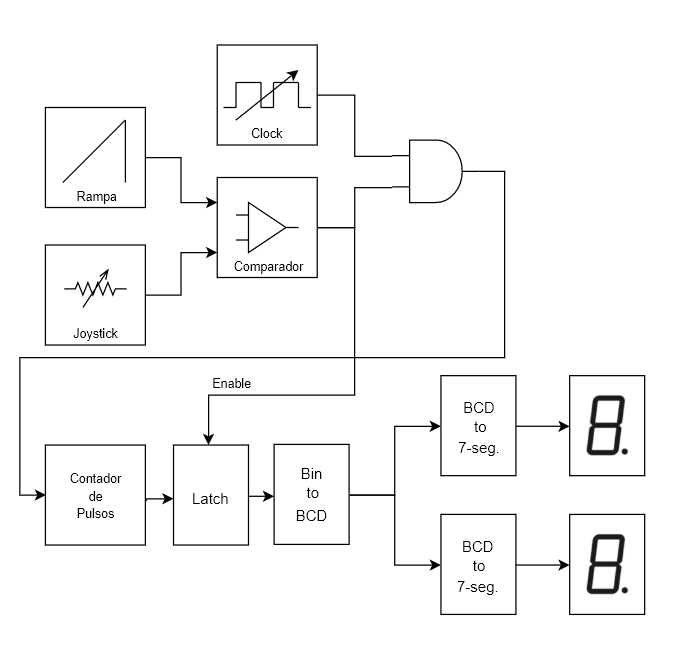 Clock
Rampa
Comparador
Joystick
Enable
Contador
de
Pulsos
Latch
Bin
to
BCD
BCD
to
7-seg.
8.
BCD
to
7-seg.
8.